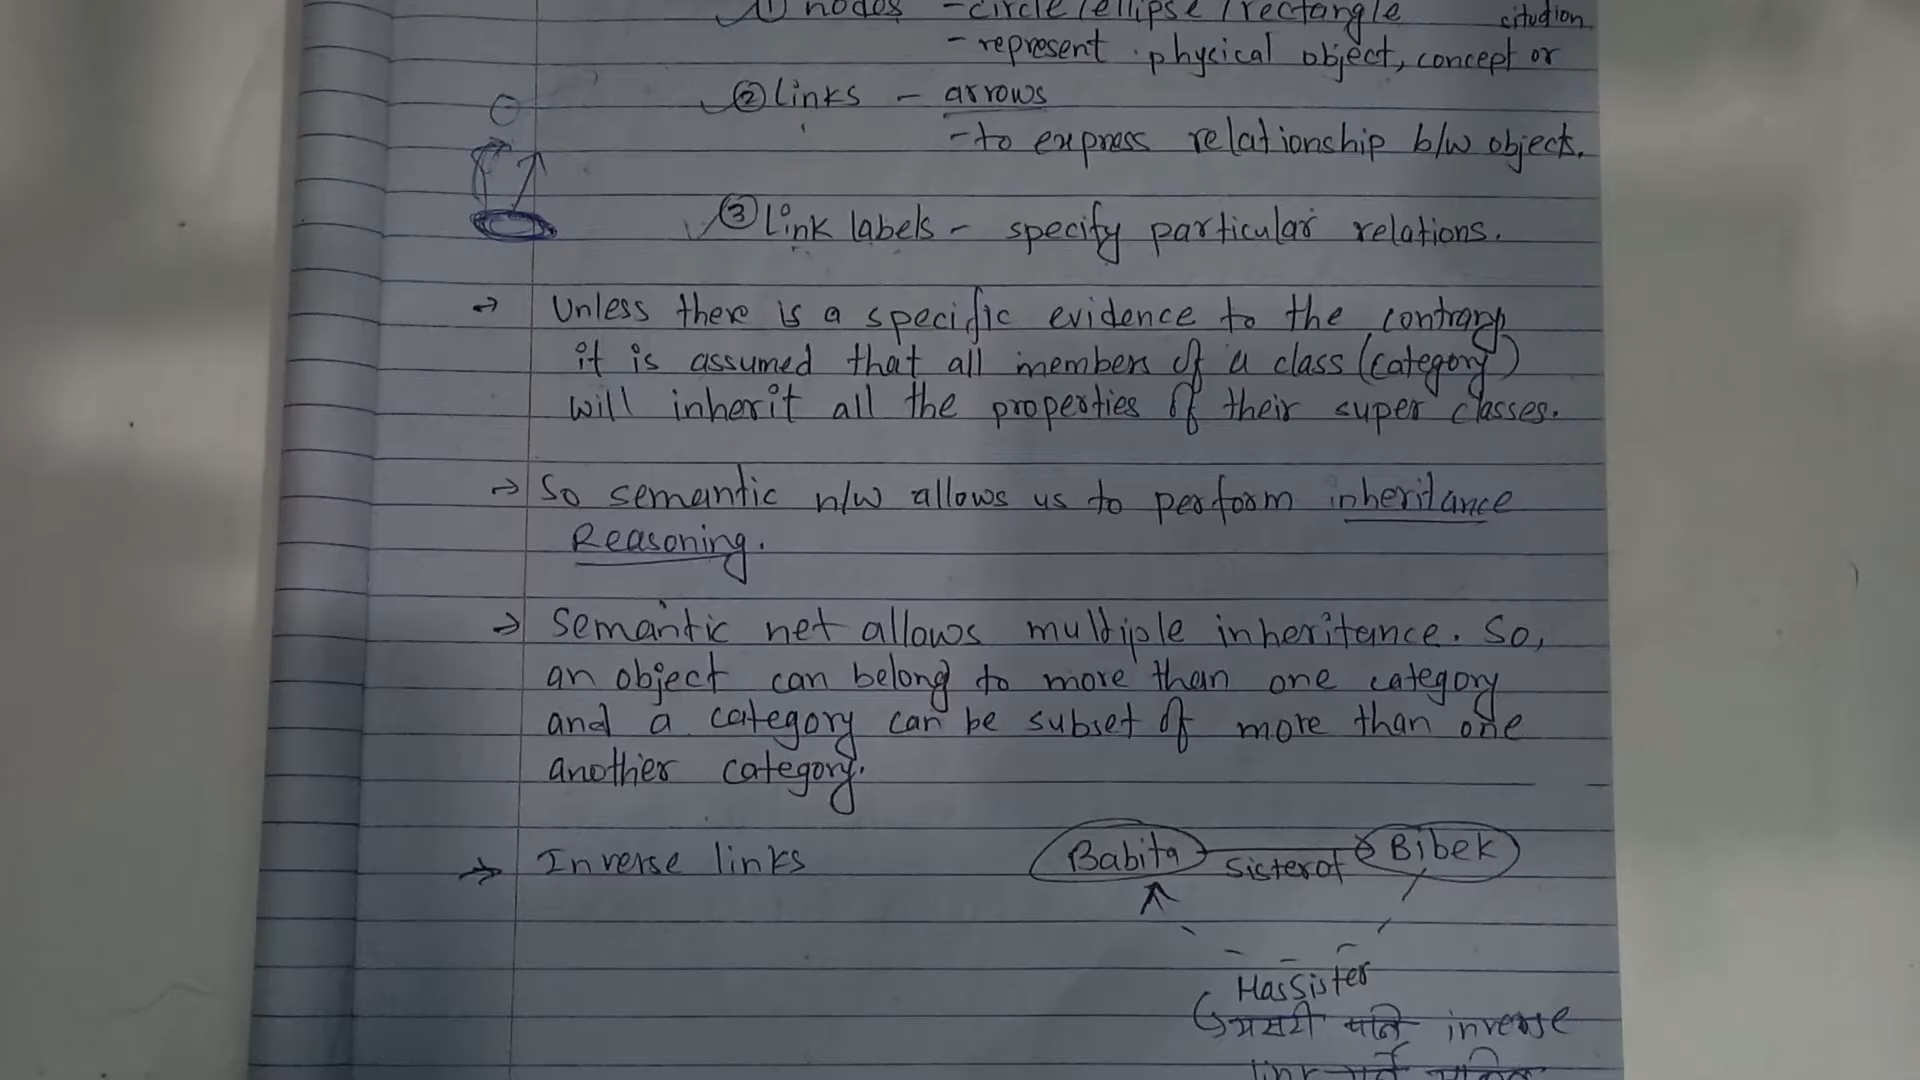 ① nodes - circle / ellipse / rectangle
- represent physical object, concept or citudion
② links - arrows
- to express relationship b/w objects.
③ Link labels - specify particular relations.
→ Unless there is a specific evidence to the contrary,
it is assumed that all members of a class (category)
will inherit all the properties of their super classes.
→ So semantic n/w allows us to perform inheritance
Reasoning.
→ Semantic net allows multiple inheritance. So,
an object can belong to more than one category
and a category can be subset of more than one
another category.
→ Inverse links Babita Sisterof Bibek
HasSister
यसरी पनि inverse